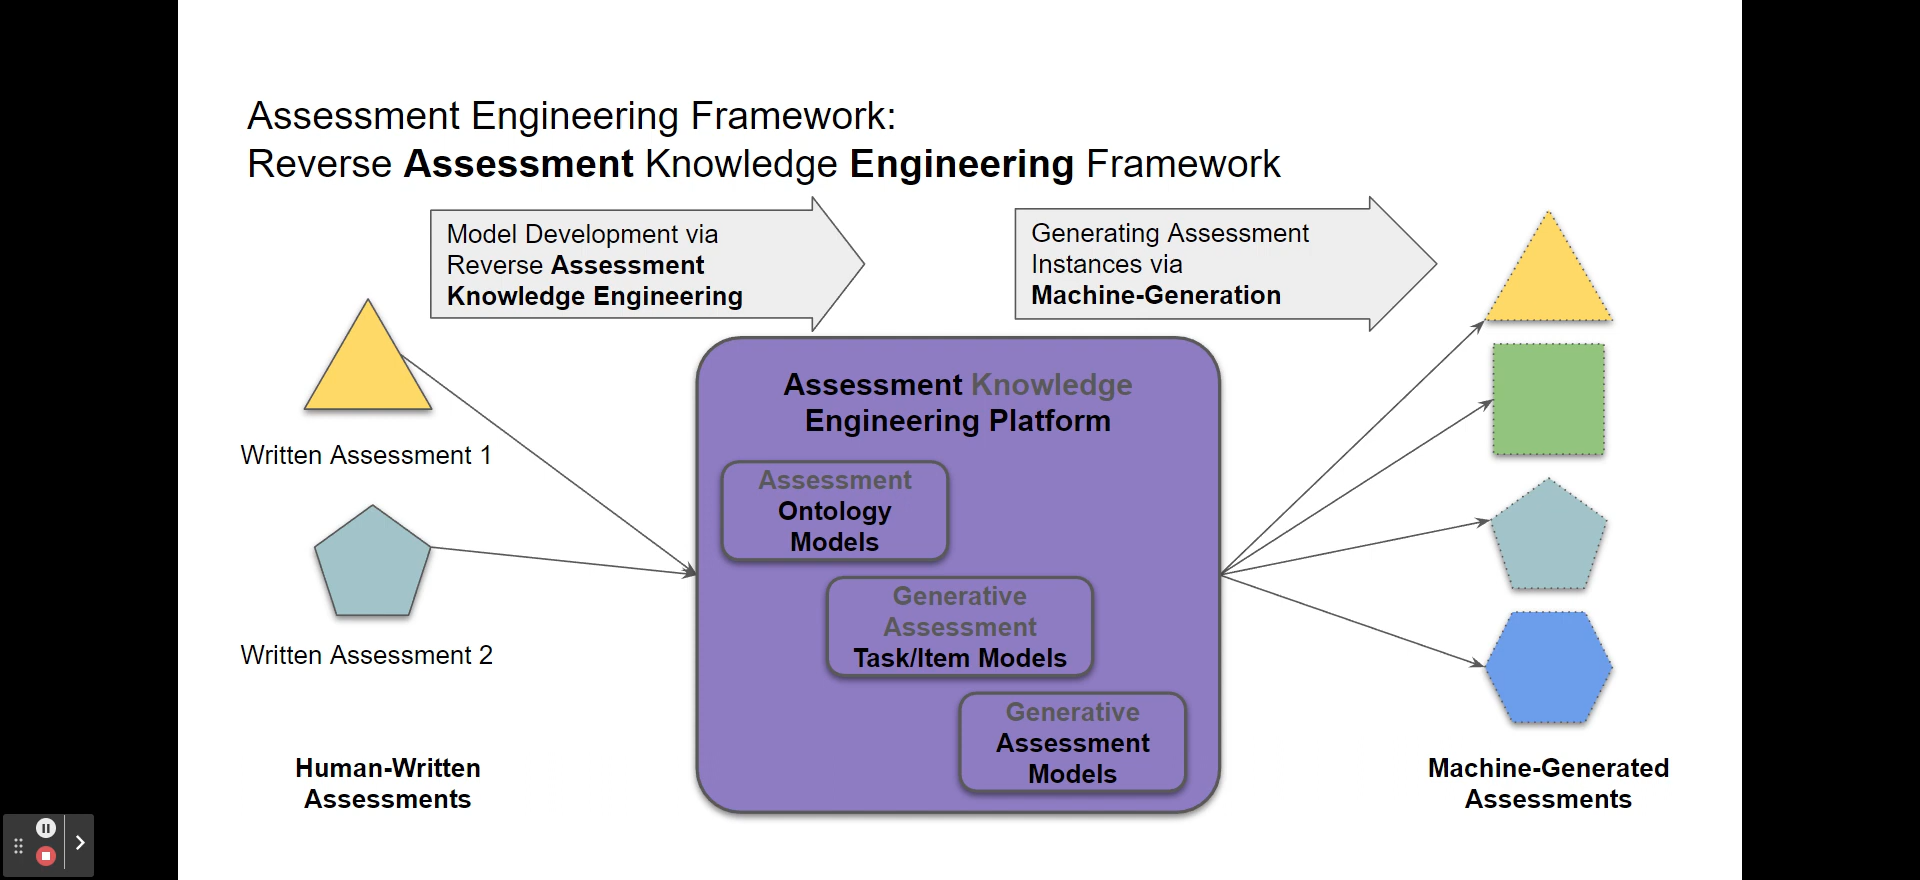 Assessment Engineering Framework:
Reverse Assessment Knowledge Engineering Framework
Model Development via
Reverse Assessment
Knowledge Engineering
Generating Assessment
Instances via
Machine-Generation
Written Assessment 1
Written Assessment 2
Human-Written
Assessments
Assessment Knowledge
Engineering Platform
Assessment
Ontology
Models
Generative
Assessment
Task/Item Models
Generative
Assessment
Models
Machine-Generated
Assessments